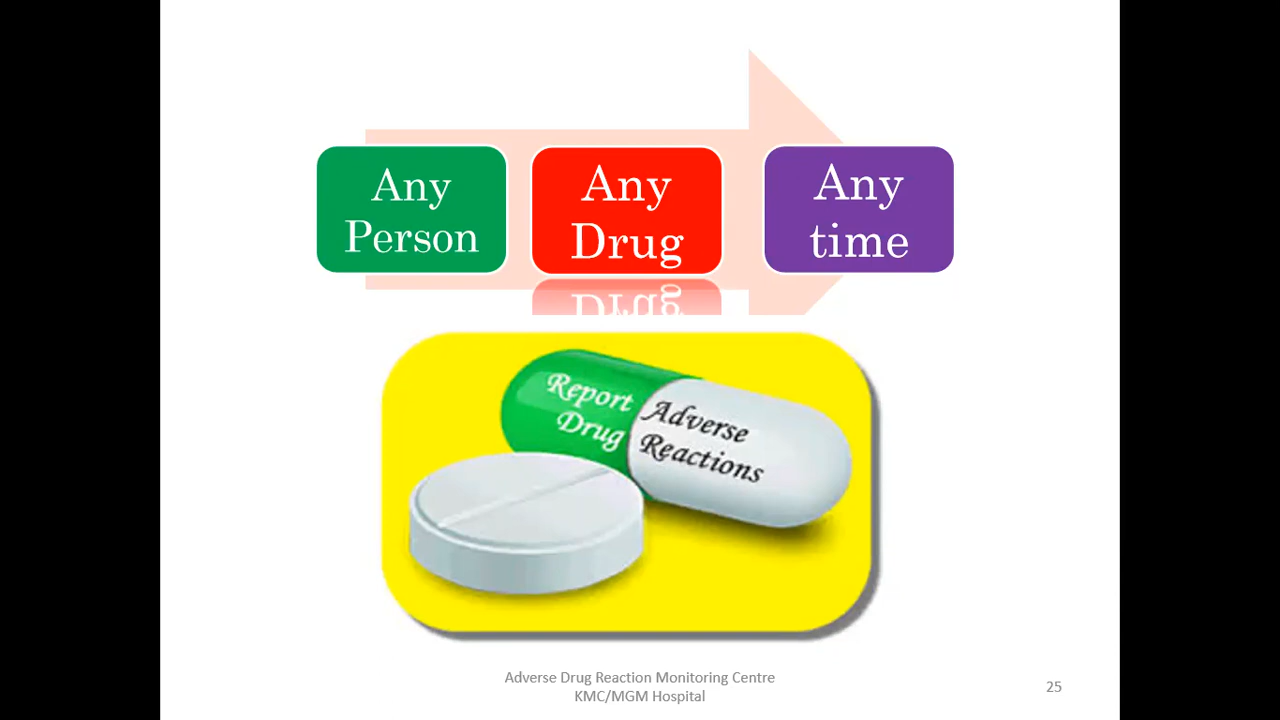 Any
Person
Any
Drug
Any
time
Report
Drug
Adverse
Reactions
Adverse Drug Reaction Monitoring Centre
KMC/MGM Hospital
25